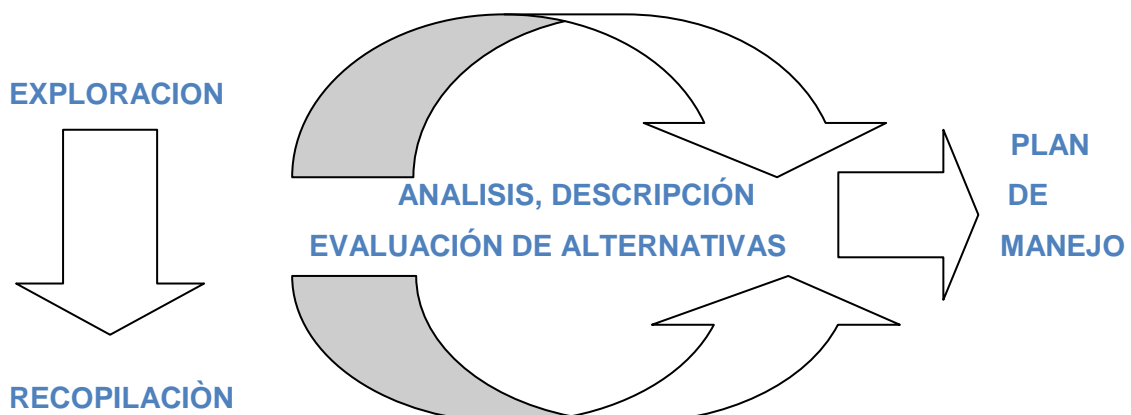 EXPLORACION
RECOPILACIÒN
ANALISIS, DESCRIPCIÓN
EVALUACIÓN DE ALTERNATIVAS
PLAN
DE
MANEJO